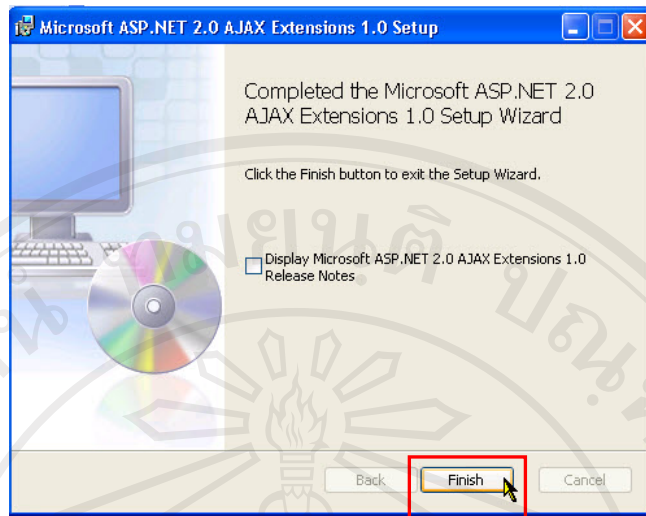 Microsoft ASP.NET 2.0 AJAX Extensions 1.0 Setup
Completed the Microsoft ASP.NET 2.0
AJAX Extensions 1.0 Setup Wizard
Click the Finish button to exit the Setup Wizard.
Display Microsoft ASP.NET 2.0 AJAX Extensions 1.0
Release Notes
Back
Finish
Cancel